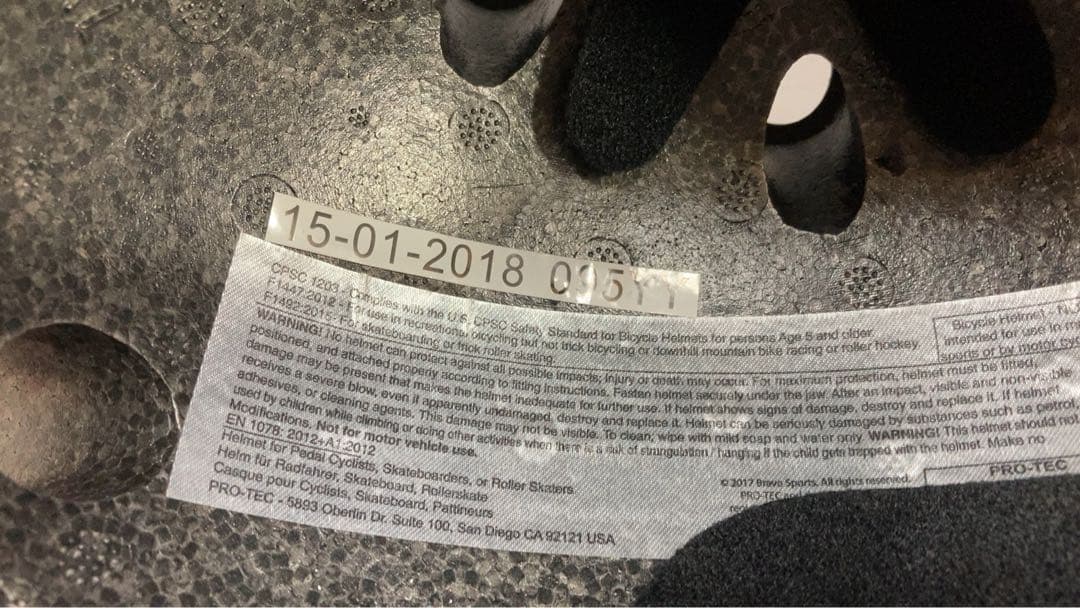 15-01-2018 095YY
CPSC 1203 - Complies with the U.S. CPSC Safety Standard for Bicycle Helmets for persons Age 5 and older.
F1447-2012 - For use in recreational bicycling but not trick bicycling or downhill mountain bike racing or roller hockey.
F1492-2015- For skateboarding or trick roller skating.
WARNING! No helmet can protect against all possible impacts; injury or death may occur. For maximum protection, helmet must be fitted,
positioned, and attached properly according to fitting instructions. Fasten helmet securely under the jaw. After an impact, visible and non-visible
damage may be present that makes the helmet inadequate for further use. If helmet shows signs of damage, destroy and replace it. If helmet
receives a severe blow, even if apparently undamaged, destroy and replace it. Helmet can be seriously damaged by substances such as petrol,
adhesives, or cleaning agents. This damage may not be visible. To clean, wipe with mild soap and water only. WARNING! This helmet should not
used by children while climbing or doing other activities when there is a risk of strangulation / hanging if the child gets trapped with the helmet. Make no
Modifications. Not for motor vehicle use.
EN 1078: 2012+A1:2012
Helmet for Pedal Cyclists, Skateboarders, or Roller Skaters
Helm für Radfahrer, Skateboard, Rollerskate
Casque pour Cyclists, Skateboard, Pattineurs
PRO-TEC - 5893 Oberlin Dr. Suite 100, San Diego CA 92121 USA
Bicycle Helmet - N
intended for use in m
sports or by motor cyc
© 2017 Bravo Sports. All rights reserved.
PRO-TEC and
PRO-TEC